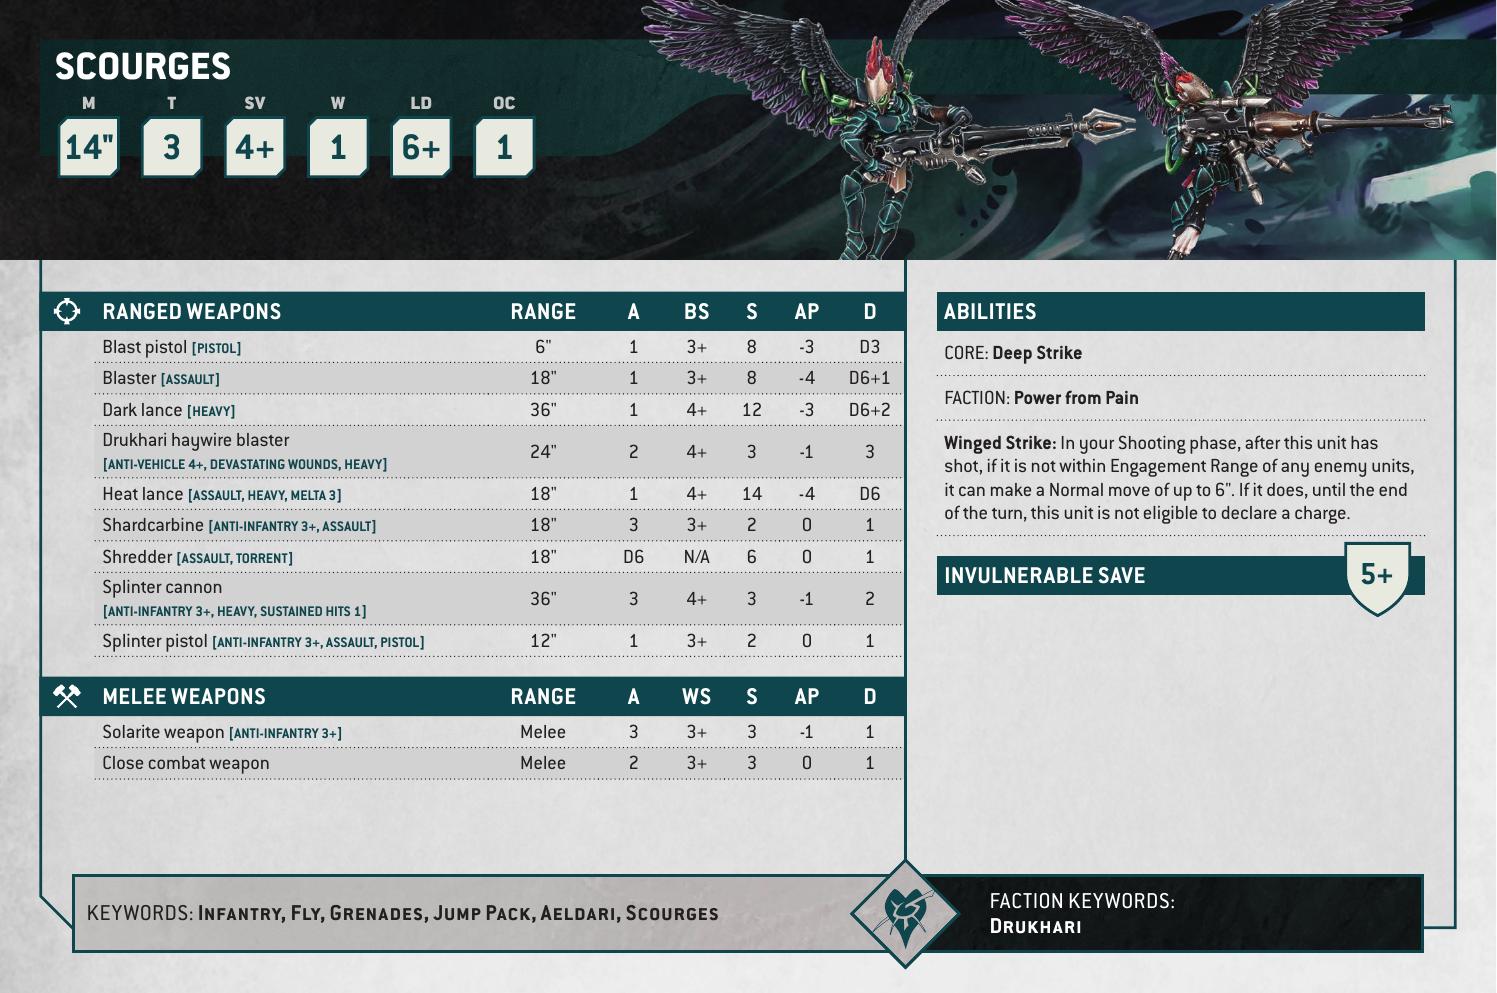 SCOURGES
M T SV W LD OC
14" 3 4+ 1 6+ 1
RANGED WEAPONS RANGE A BS S AP D
Blast pistol [PISTOL] 6" 1 3+ 8 -3 D3
Blaster [ASSAULT] 18" 1 3+ 8 -4 D6+1
Dark lance [HEAVY] 36" 1 4+ 12 -3 D6+2
Drukhari haywire blaster
[ANTI-VEHICLE 4+, DEVASTATING WOUNDS, HEAVY] 24" 2 4+ 3 -1 3
Heat lance [ASSAULT, HEAVY, MELTA 3] 18" 1 4+ 14 -4 D6
Shardcarbine [ANTI-INFANTRY 3+, ASSAULT] 18" 3 3+ 2 0 1
Shredder [ASSAULT, TORRENT] 18" D6 N/A 6 0 1
Splinter cannon
[ANTI-INFANTRY 3+, HEAVY, SUSTAINED HITS 1] 36" 3 4+ 3 -1 2
Splinter pistol [ANTI-INFANTRY 3+, ASSAULT, PISTOL] 12" 1 3+ 2 0 1
MELEE WEAPONS RANGE A WS S AP D
Solarite weapon [ANTI-INFANTRY 3+] Melee 3 3+ 3 -1 1
Close combat weapon Melee 2 3+ 3 0 1
ABILITIES
CORE: Deep Strike
FACTION: Power from Pain
Winged Strike: In your Shooting phase, after this unit has
shot, if it is not within Engagement Range of any enemy units,
it can make a Normal move of up to 6". If it does, until the end
of the turn, this unit is not eligible to declare a charge.
INVULNERABLE SAVE 5+
KEYWORDS: INFANTRY, FLY, GRENADES, JUMP PACK, AELDARI, SCOURGES
FACTION KEYWORDS:
DRUKHARI